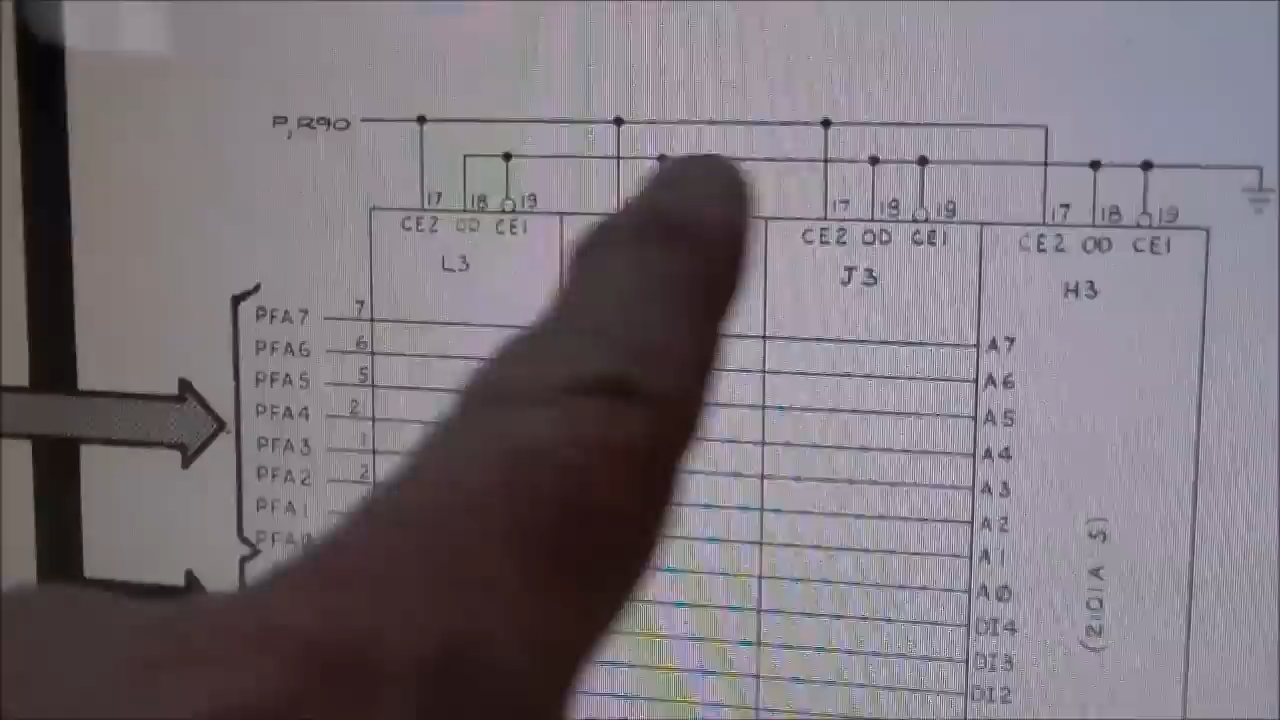 P,R90
17 18 19 17 19 19 17 18 19
CE2 OD CE1 CE2 OD CE1 CE2 OD CE1
L3 J3 H3
PFA7 7 A7
PFA6 6 A6
PFA5 5 A5
PFA4 2 A4
PFA3 1 A3
PFA2 2 A2
PFA1 A1
A0
DI4
DI3
DI2
(2101A S)